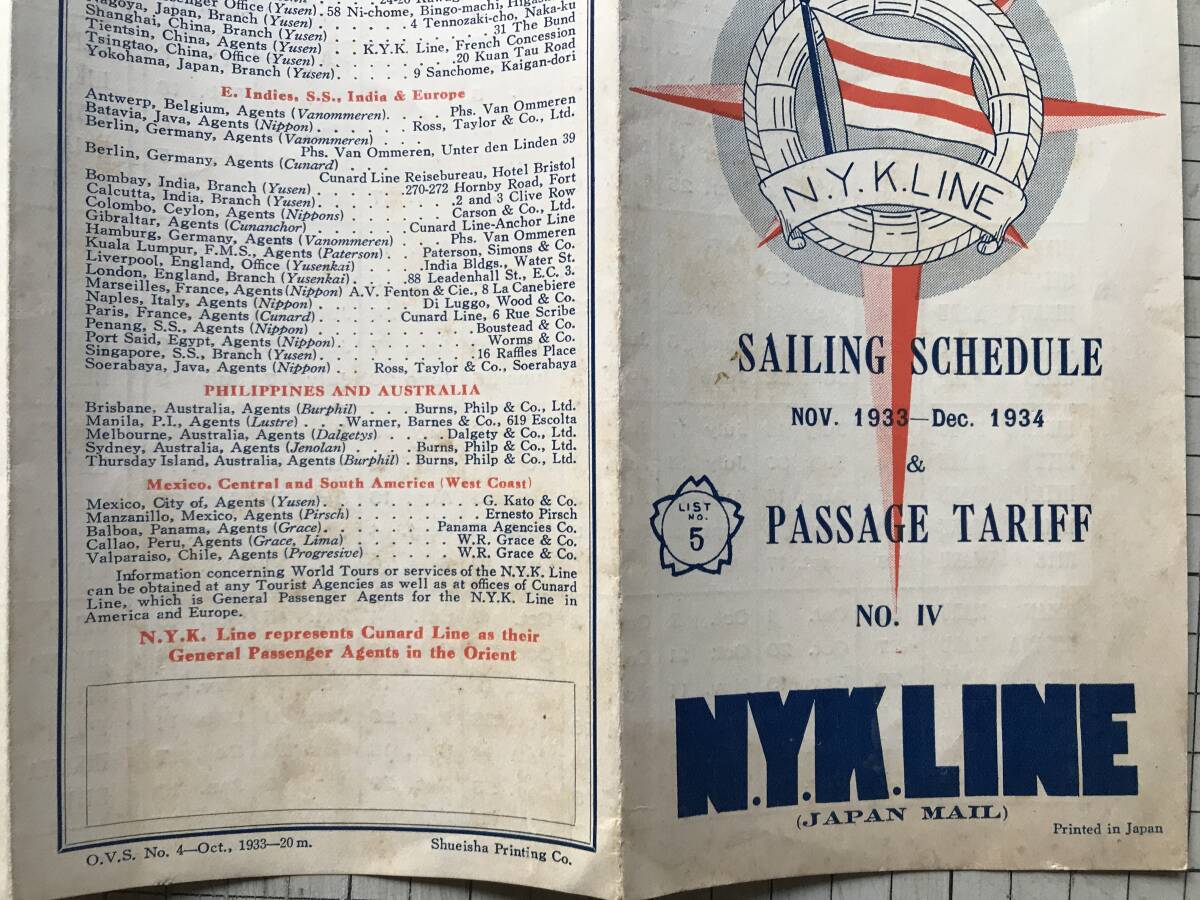 senger Office (Yusen). 58 Ni-chome, Bingo-machi,
agoya, Japan, Branch (Yusen) . . . . 4 Tennozaki-cho, Naka-ku
Shanghai, China, Branch (Yusen) . . . . . 31 The Bund
Tientsin, China, Agents (Yusen) . . K.Y.K. Line, French Concession
Tsingtao, China, Office (Yusen) . . . . . 20 Kuan Tau Road
Yokohama, Japan, Branch (Yusen) . . . . . 9 Sanchome, Kaigan-dori
E. Indies, S.S., India & Europe
Antwerp, Belgium, Agents (Vanommeren) . . . . Phs. Van Ommeren
Batavia, Java, Agents (Nippon) . . . . . Ross, Taylor & Co., Ltd.
Berlin, Germany, Agents (Vanommeren)
Phs. Van Ommeren, Unter den Linden 39
Berlin, Germany, Agents (Cunard) . . . .
Cunard Line Reisebureau, Hotel Bristol
Bombay, India, Branch (Yusen) . . . . . 270-272 Hornby Road, Fort
Calcutta, India, Branch (Yusen) . . . . . 2 and 3 Clive Row
Colombo, Ceylon, Agents (Nippons) . . . . . Carson & Co., Ltd.
Gibraltar, Agents (Cunanchor) . . . . Cunard Line-Anchor Line
Hamburg, Germany, Agents (Vanommeren) . . . Phs. Van Ommeren
Kuala Lumpur, F.M.S., Agents (Paterson) . Paterson, Simons & Co.
Liverpool, England, Office (Yusenkai) . . . India Bldgs., Water St.
London, England, Branch (Yusenkai) . . . 88 Leadenhall St., E.C. 3.
Marseilles, France, Agents (Nippon) A.V. Fenton & Cie., 8 La Canebiere
Naples, Italy, Agents (Nippon) . . . . . Di Luggo, Wood & Co.
Paris, France, Agents (Cunard) . . . . Cunard Line, 6 Rue Scribe
Penang, S.S., Agents (Nippon) . . . . . . Boustead & Co.
Port Said, Egypt, Agents (Nippon) . . . . . . Worms & Co.
Singapore, S.S., Branch (Yusen) . . . . . . 16 Raffles Place
Soerabaya, Java, Agents (Nippon) . . Ross, Taylor & Co., Soerabaya
PHILIPPINES AND AUSTRALIA
Brisbane, Australia, Agents (Burphil) . . . Burns, Philp & Co., Ltd.
Manila, P.I., Agents (Lustre) . . . Warner, Barnes & Co., 619 Escolta
Melbourne, Australia, Agents (Dalgetys) . . . . Dalgety & Co., Ltd.
Sydney, Australia, Agents (Jenolan) . . . . Burns, Philp & Co., Ltd.
Thursday Island, Australia, Agents (Burphil) . Burns, Philp & Co., Ltd.
Mexico, Central and South America (West Coast)
Mexico, City of, Agents (Yusen) . . . . . . . . G. Kato & Co.
Manzanillo, Mexico, Agents (Pirsch) . . . . . . Ernesto Pirsch
Balboa, Panama, Agents (Grace) . . . . . Panama Agencies Co.
Callao, Peru, Agents (Grace, Lima) . . . . . W.R. Grace & Co.
Valparaiso, Chile, Agents (Progresive) . . . . . W.R. Grace & Co.
Information concerning World Tours or services of the N.Y.K. Line
can be obtained at any Tourist Agencies as well as at offices of Cunard
Line, which is General Passenger Agents for the N.Y.K. Line in
America and Europe.
N.Y.K. Line represents Cunard Line as their
General Passenger Agents in the Orient
O.V.S. No. 4—Oct., 1933—20 m.
Shueisha Printing Co.
N.Y.K.LINE
SAILING SCHEDULE
NOV. 1933—Dec. 1934
&
LIST
NO.
5
PASSAGE TARIFF
NO. IV
N.Y.K.LINE
(JAPAN MAIL)
Printed in Japan